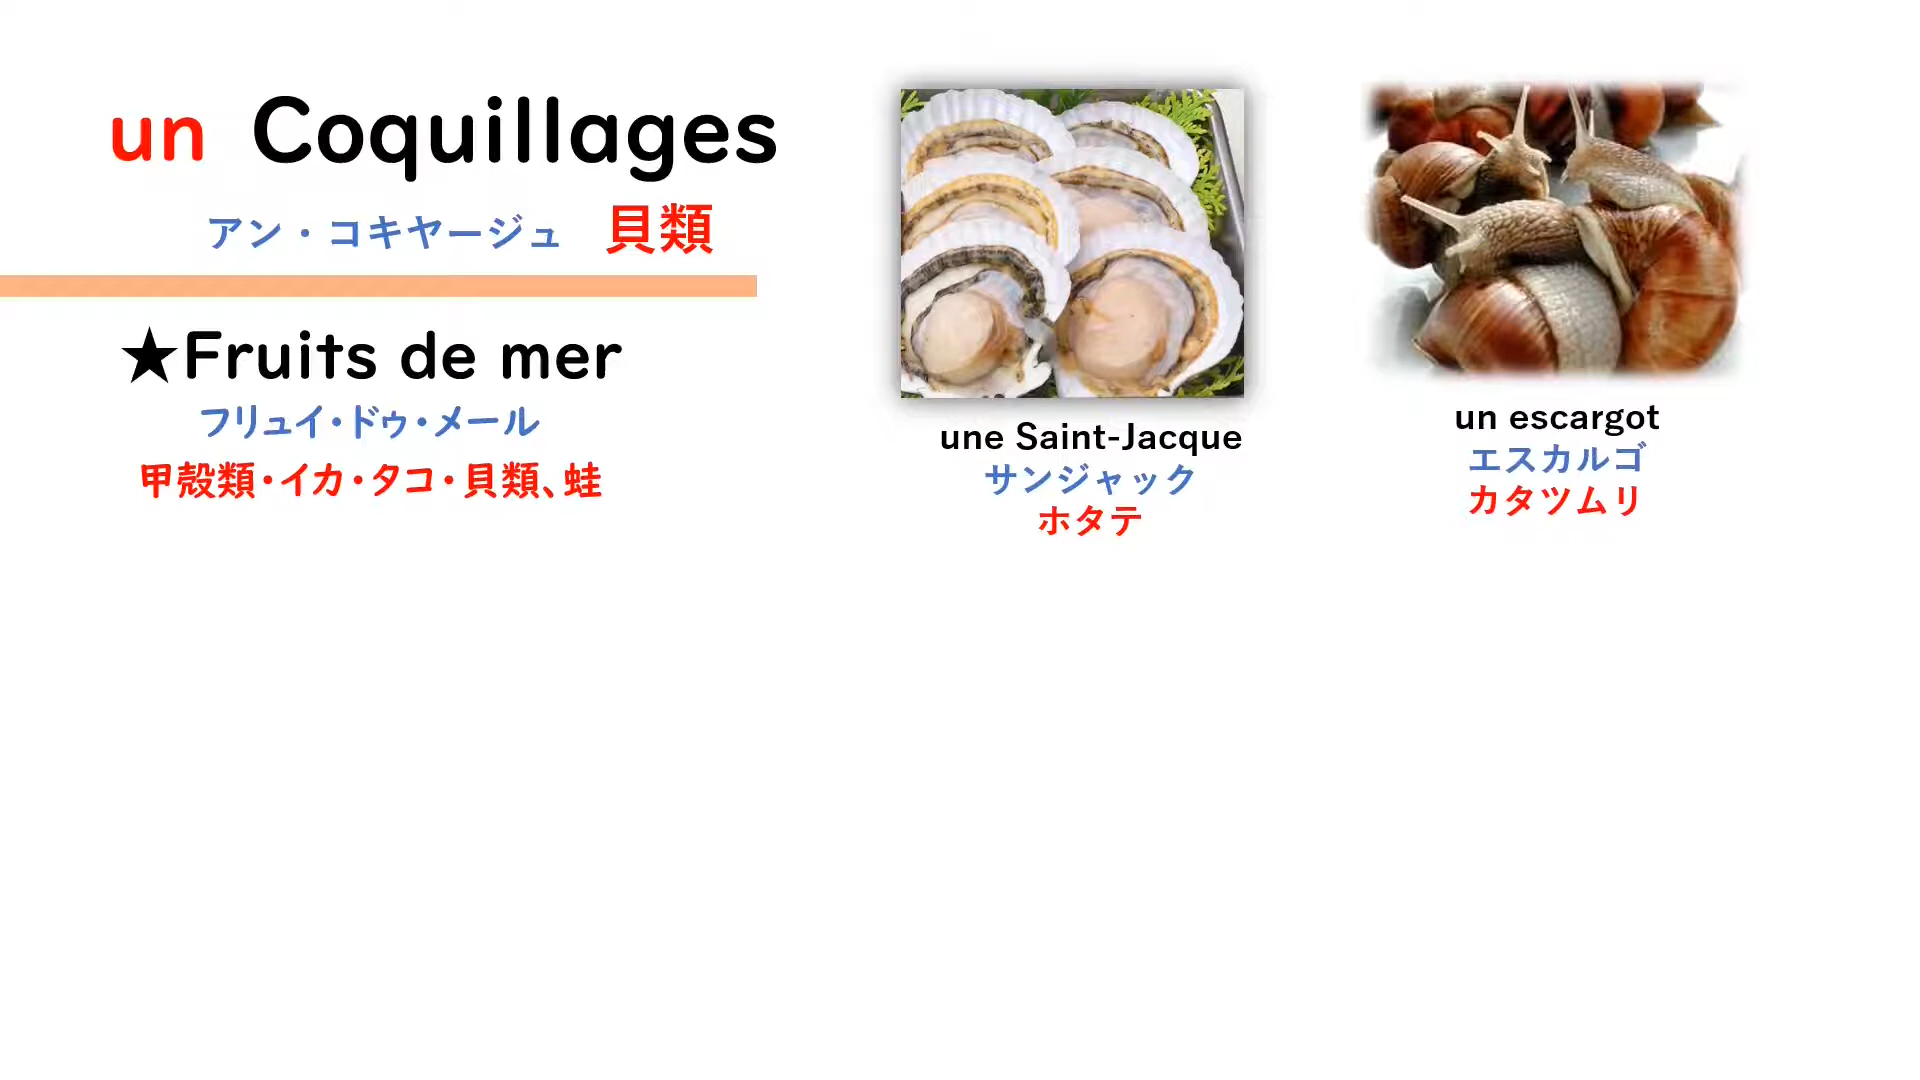 un Coquillages
アン・コキヤージュ 貝類
★Fruits de mer
フリュイ・ドゥ・メール
甲殻類・イカ・タコ・貝類、蛙
une Saint-Jacque
サンジャック
ホタテ
un escargot
エスカルゴ
カタツムリ